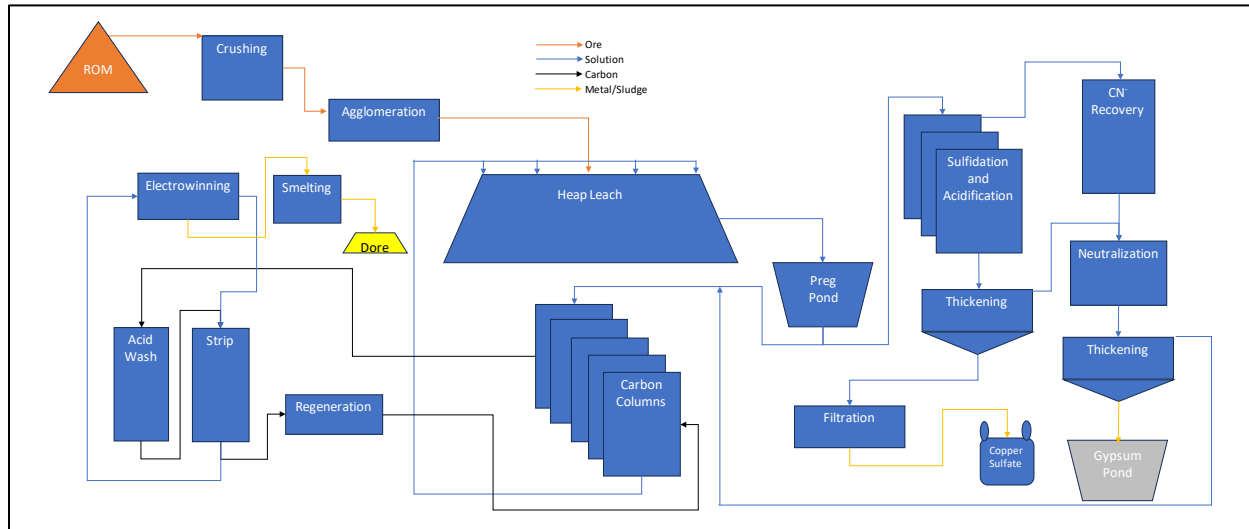 ROM
Crushing
Agglomeration
Ore
Solution
Carbon
Metal/Sludge
CN-
Recovery
Sulfidation
and
Acidification
Electrowinning
Smelting
Dore
Heap Leach
Preg
Pond
Neutralization
Thickening
Thickening
Acid
Wash
Strip
Regeneration
Carbon
Columns
Filtration
Copper
Sulfate
Gypsum
Pond